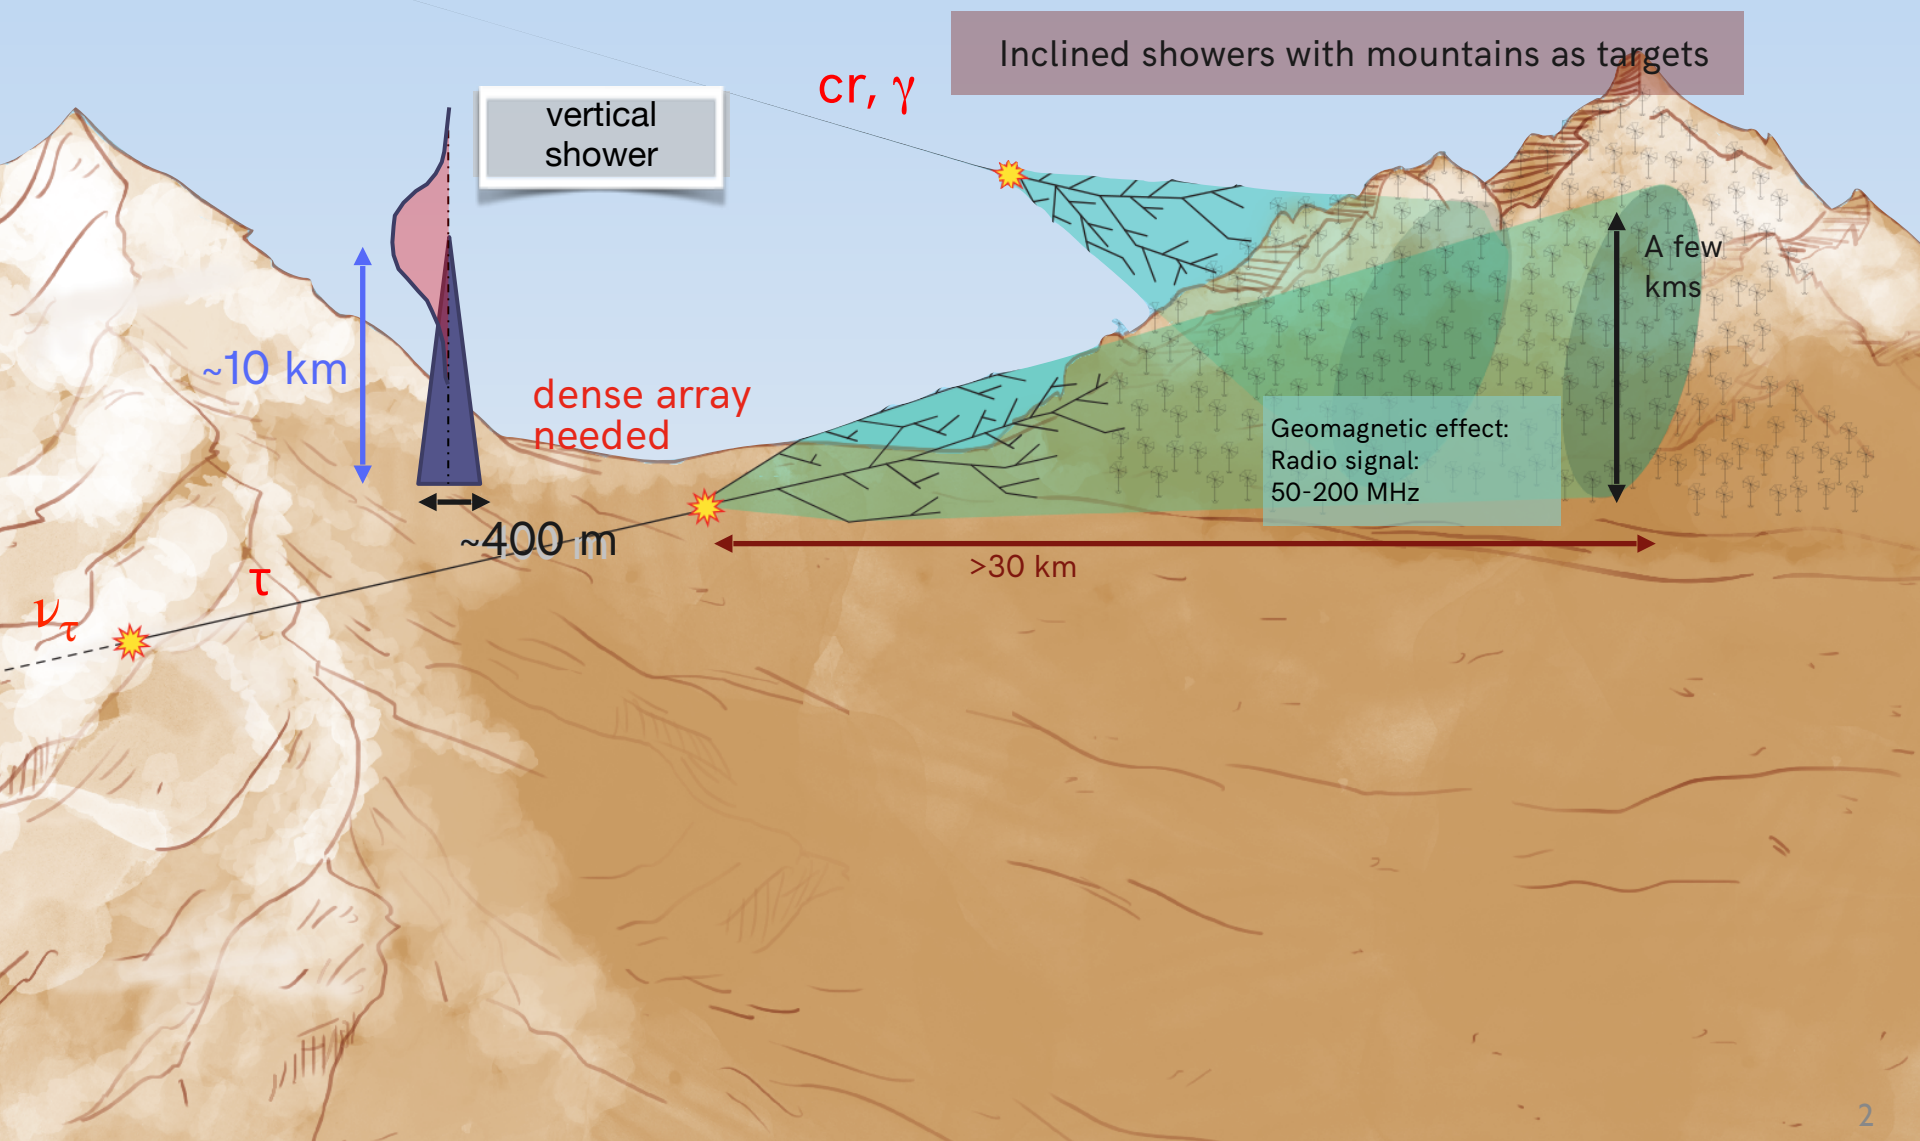 Inclined showers with mountains as targets
cr, γ
vertical
shower
A few
kms
~10 km
dense array
needed
Geomagnetic effect:
Radio signal:
50-200 MHz
~400 m
>30 km
τ
ντ
2